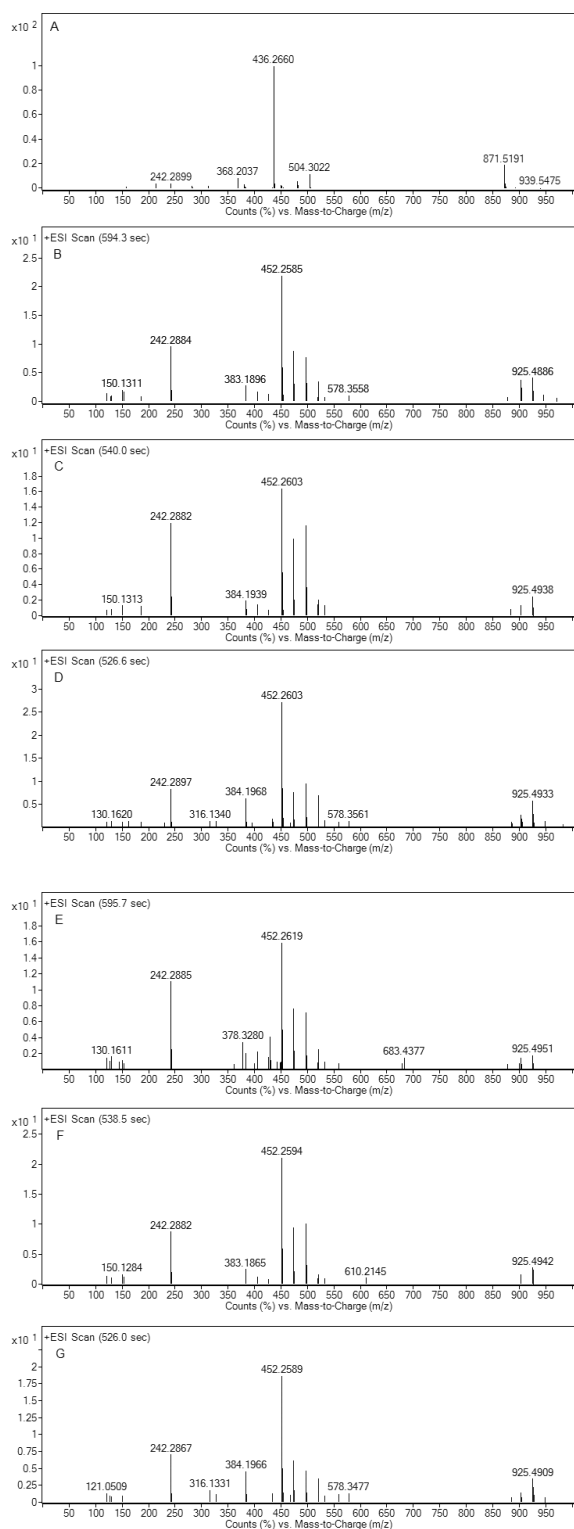 x10 2 A
436.2660
1
0.8
0.6
0.4
0.2
0
242.2899 368.2037 504.3022 871.5191 939.5475
50 100 150 200 250 300 350 400 450 500 550 600 650 700 750 800 850 900 950
Counts (%) vs. Mass-to-Charge (m/z)
x10 1 +ESI Scan (594.3 sec)
B
452.2585
2.5
2
1.5
1
0.5
0
150.1311 242.2884 383.1896 578.3558 925.4886
50 100 150 200 250 300 350 400 450 500 550 600 650 700 750 800 850 900 950
Counts (%) vs. Mass-to-Charge (m/z)
x10 1 +ESI Scan (540.0 sec)
C
452.2603
1.8
1.6
1.4
1.2
1
0.8
0.6
0.4
0.2
0
150.1313 242.2882 384.1939 925.4938
50 100 150 200 250 300 350 400 450 500 550 600 650 700 750 800 850 900 950
Counts (%) vs. Mass-to-Charge (m/z)
x10 1 +ESI Scan (526.6 sec)
D
452.2603
3
2.5
2
1.5
1
0.5
130.1620 242.2897 316.1340 384.1968 578.3561 925.4933
50 100 150 200 250 300 350 400 450 500 550 600 650 700 750 800 850 900 950
Counts (%) vs. Mass-to-Charge (m/z)
x10 1 +ESI Scan (595.7 sec)
E
452.2619
1.8
1.6
1.4
1.2
1
0.8
0.6
0.4
0.2
130.1611 242.2885 378.3280 683.4377 925.4951
50 100 150 200 250 300 350 400 450 500 550 600 650 700 750 800 850 900 950
Counts (%) vs. Mass-to-Charge (m/z)
x10 1 +ESI Scan (538.5 sec)
F
452.2594
2.5
2
1.5
1
0.5
0
150.1284 242.2882 383.1865 610.2145 925.4942
50 100 150 200 250 300 350 400 450 500 550 600 650 700 750 800 850 900 950
Counts (%) vs. Mass-to-Charge (m/z)
x10 1 +ESI Scan (526.0 sec)
G
452.2589
2
1.75
1.5
1.25
1
0.75
0.5
0.25
0
121.0509 242.2867 316.1331 384.1966 578.3477 925.4909
50 100 150 200 250 300 350 400 450 500 550 600 650 700 750 800 850 900 950
Counts (%) vs. Mass-to-Charge (m/z)